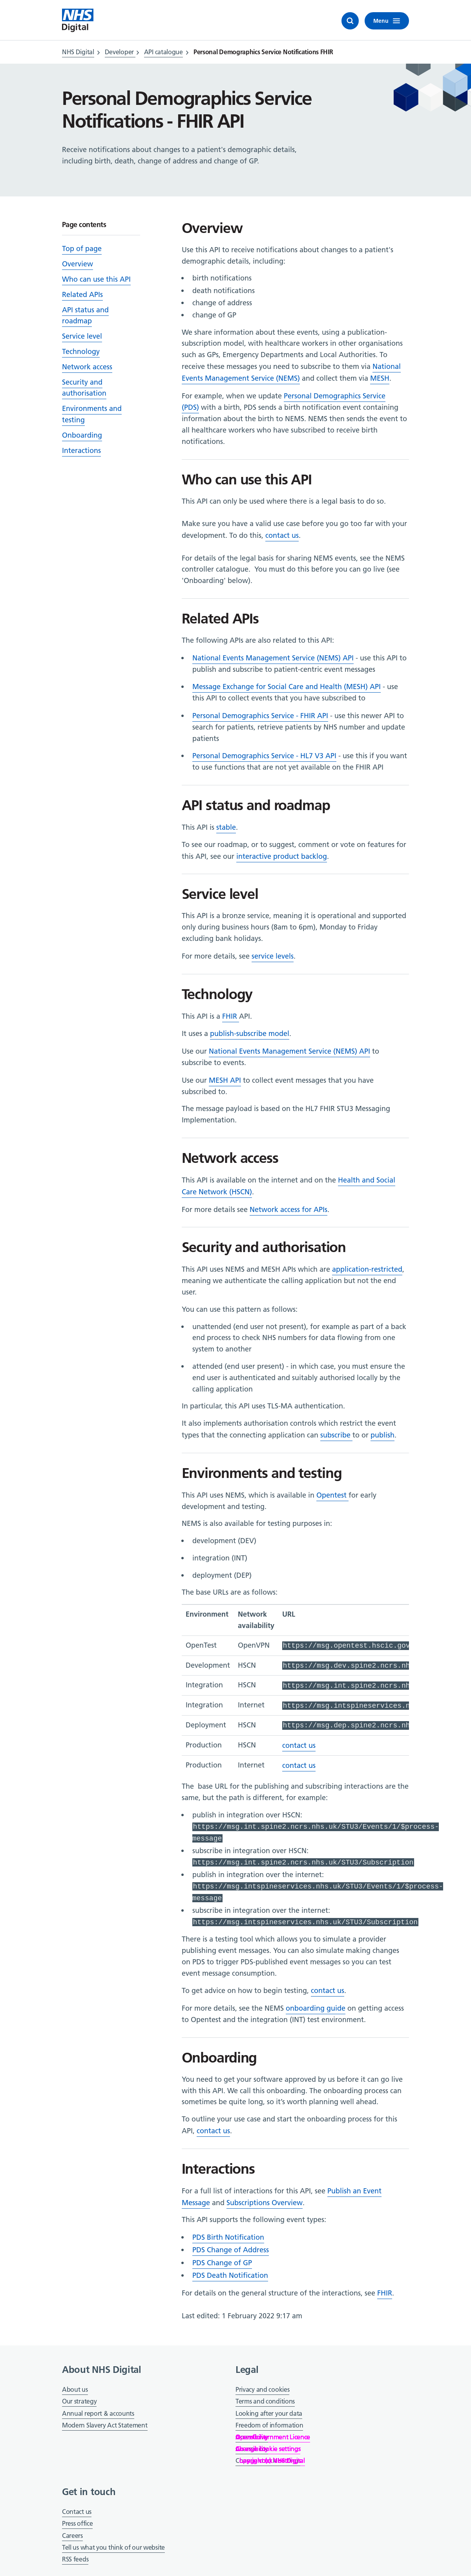 NHS
Digital
Menu
NHS Digital > Developer > API catalogue > Personal Demographics Service Notifications FHIR
Personal Demographics Service
Notifications - FHIR API
Receive notifications about changes to a patient's demographic details,
including birth, death, change of address and change of GP.
Page contents
Top of page
Overview
Who can use this API
Related APIs
API status and
roadmap
Service level
Technology
Network access
Security and
authorisation
Environments and
testing
Onboarding
Interactions
Overview
Use this API to receive notifications about changes to a patient's
demographic details, including:
• birth notifications
• death notifications
• change of address
• change of GP
We share information about these events, using a publication-
subscription model, with healthcare workers in other organisations
such as GPs, Emergency Departments and Local Authorities. To
receive these messages you need to subscribe to them via National
Events Management Service (NEMS) and collect them via MESH.
For example, when we update Personal Demographics Service
(PDS) with a birth, PDS sends a birth notification event containing
information about the birth to NEMS. NEMS then sends the event to
all healthcare workers who have subscribed to receive birth
notifications.
Who can use this API
This API can only be used where there is a legal basis to do so.
Make sure you have a valid use case before you go too far with your
development. To do this, contact us.
For details of the legal basis for sharing NEMS events, see the NEMS
controller catalogue.  You must do this before you can go live (see
'Onboarding' below).
Related APIs
The following APIs are also related to this API:
• National Events Management Service (NEMS) API - use this API to
publish and subscribe to patient-centric event messages
• Message Exchange for Social Care and Health (MESH) API - use
this API to collect events that you have subscribed to
• Personal Demographics Service - FHIR API - use this newer API to
search for patients, retrieve patients by NHS number and update
patients
• Personal Demographics Service - HL7 V3 API - use this if you want
to use functions that are not yet available on the FHIR API
API status and roadmap
This API is stable.
To see our roadmap, or to suggest, comment or vote on features for
this API, see our interactive product backlog.
Service level
This API is a bronze service, meaning it is operational and supported
only during business hours (8am to 6pm), Monday to Friday
excluding bank holidays.
For more details, see service levels.
Technology
This API is a FHIR API.
It uses a publish-subscribe model.
Use our National Events Management Service (NEMS) API to
subscribe to events.
Use our MESH API to collect event messages that you have
subscribed to.
The message payload is based on the HL7 FHIR STU3 Messaging
Implementation.
Network access
This API is available on the internet and on the Health and Social
Care Network (HSCN).
For more details see Network access for APIs.
Security and authorisation
This API uses NEMS and MESH APIs which are application-restricted,
meaning we authenticate the calling application but not the end
user.
You can use this pattern as follows:
• unattended (end user not present), for example as part of a back
end process to check NHS numbers for data flowing from one
system to another
• attended (end user present) - in which case, you must ensure the
end user is authenticated and suitably authorised locally by the
calling application
In particular, this API uses TLS-MA authentication.
It also implements authorisation controls which restrict the event
types that the connecting application can subscribe to or publish.
Environments and testing
This API uses NEMS, which is available in Opentest for early
development and testing.
NEMS is also available for testing purposes in:
• development (DEV)
• integration (INT)
• deployment (DEP)
The base URLs are as follows:
Environment Network URL
availability
OpenTest OpenVPN https://msg.opentest.hscic.gov
Development HSCN https://msg.dev.spine2.ncrs.nh
Integration HSCN https://msg.int.spine2.ncrs.nh
Integration Internet https://msg.intspineservices.n
Deployment HSCN https://msg.dep.spine2.ncrs.nh
Production HSCN contact us
Production Internet contact us
The  base URL for the publishing and subscribing interactions are the
same, but the path is different, for example:
• publish in integration over HSCN:
https://msg.int.spine2.ncrs.nhs.uk/STU3/Events/1/$process-
message
• subscribe in integration over HSCN:
https://msg.int.spine2.ncrs.nhs.uk/STU3/Subscription
• publish in integration over the internet:
https://msg.intspineservices.nhs.uk/STU3/Events/1/$process-
message
• subscribe in integration over the internet:
https://msg.intspineservices.nhs.uk/STU3/Subscription
There is a testing tool which allows you to simulate a provider
publishing event messages. You can also simulate making changes
on PDS to trigger PDS-published event messages so you can test
event message consumption.
To get advice on how to begin testing, contact us.
For more details, see the NEMS onboarding guide on getting access
to Opentest and the integration (INT) test environment.
Onboarding
You need to get your software approved by us before it can go live
with this API. We call this onboarding. The onboarding process can
sometimes be quite long, so it's worth planning well ahead.
To outline your use case and start the onboarding process for this
API, contact us.
Interactions
For a full list of interactions for this API, see Publish an Event
Message and Subscriptions Overview.
This API supports the following event types:
• PDS Birth Notification
• PDS Change of Address
• PDS Change of GP
• PDS Death Notification
For details on the general structure of the interactions, see FHIR.
Last edited: 1 February 2022 9:17 am
About NHS Digital
About us
Our strategy
Annual report & accounts
Modern Slavery Act Statement
Legal
Privacy and cookies
Terms and conditions
Looking after your data
Freedom of information
Get in touch
Contact us
Press office
Careers
Tell us what you think of our website
RSS feeds